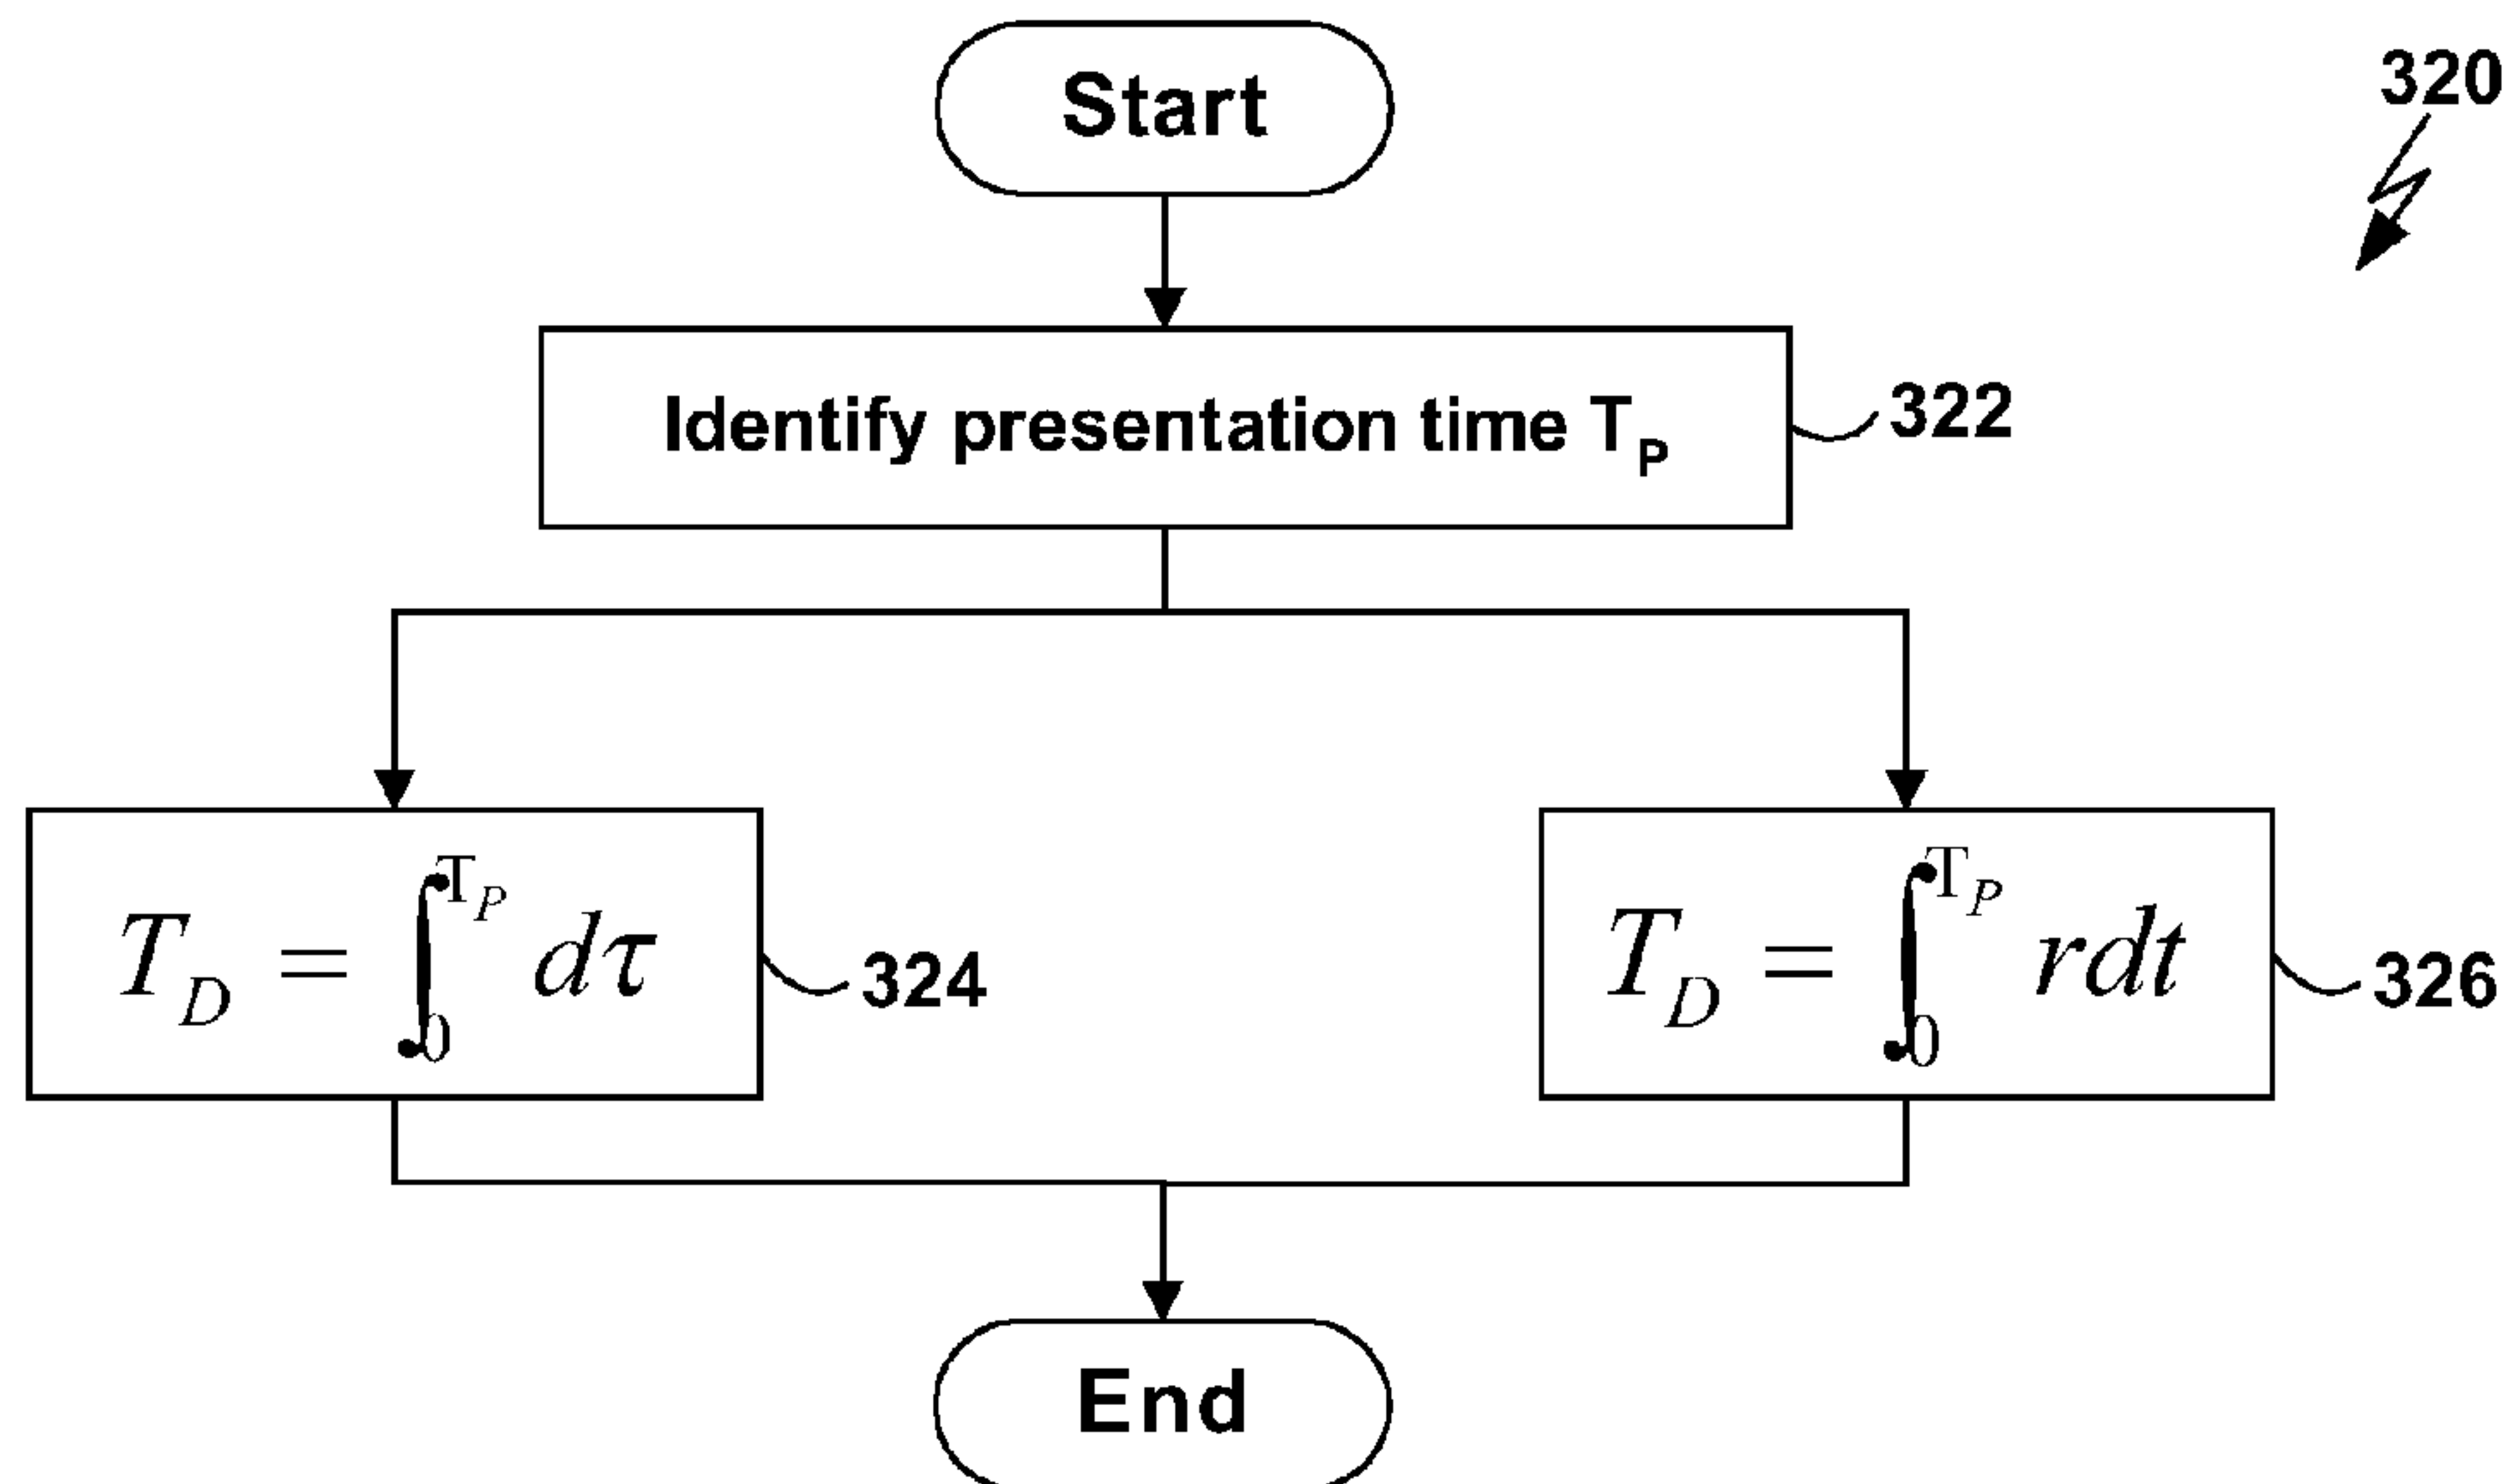 Start
320
Identify presentation time T_P
322
T_D = ∫_0^{T_P} dτ
324
T_D = ∫_0^{T_P} rdt
326
End